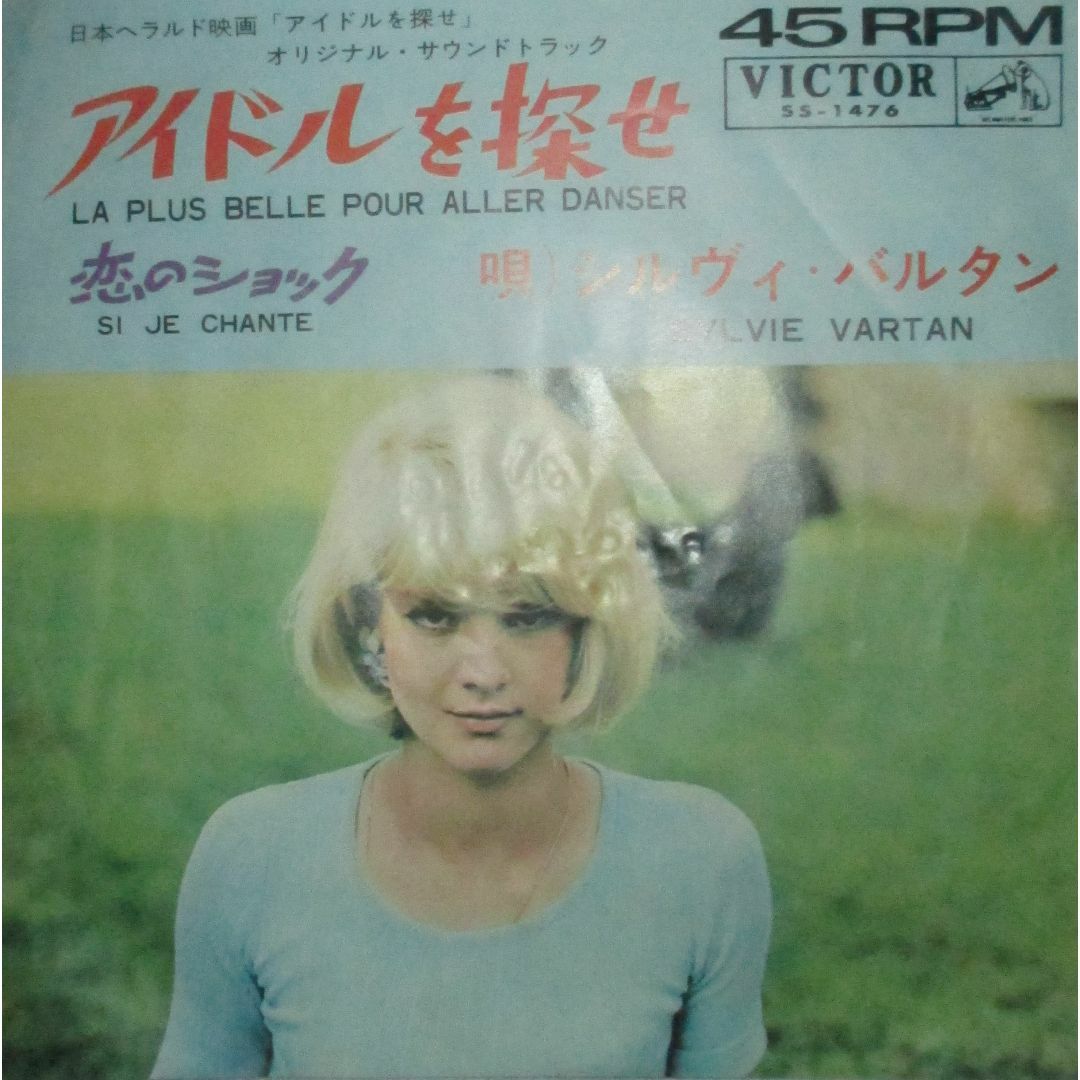 日本ヘラルド映画「アイドルを探せ」
オリジナル・サウンドトラック
アイドルを探せ
LA PLUS BELLE POUR ALLER DANSER
恋のショック
SI JE CHANTE
45 RPM
VICTOR
SS-1476
唄)シルヴィ・バルタン
SYLVIE VARTAN